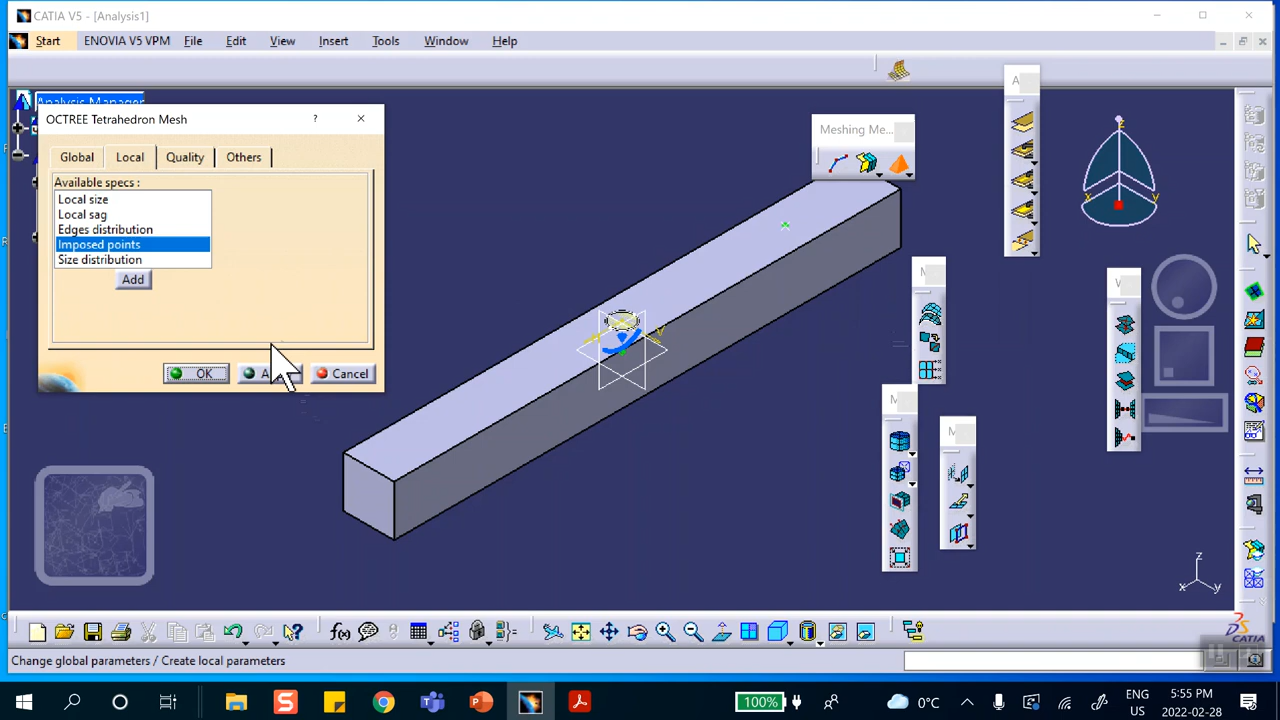 CATIA V5 - [Analysis1]
Start ENOVIA V5 VPM File Edit View Insert Tools Window Help
Analysis Manager
OCTREE Tetrahedron Mesh ? ×
Global Local Quality Others
Available specs :
Local size
Local sag
Edges distribution
Imposed points
Size distribution
Add
OK Cancel
Meshing Me...
A
M
W
M
M
z
x y
y
z
x y
f(x)
CATIA
Change global parameters / Create local parameters
100%
0°C
ENG
US
5:55 PM
2022-02-28